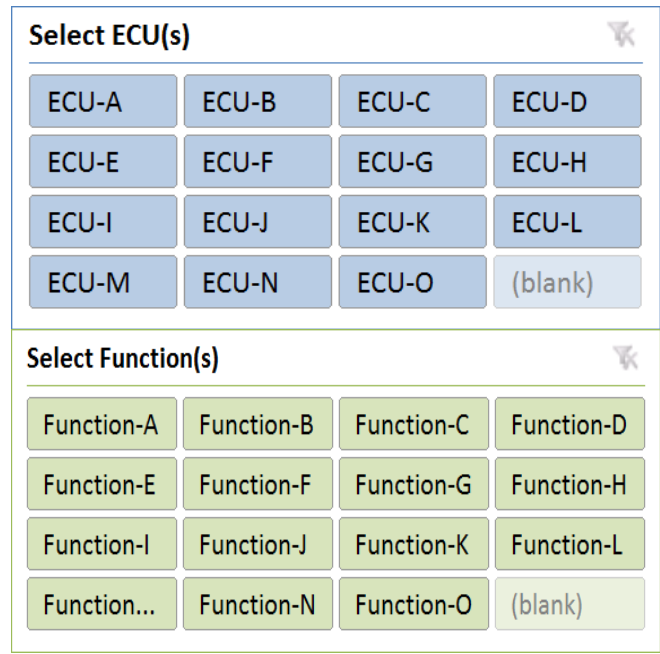 Select ECU(s)
ECU-A ECU-B ECU-C ECU-D
ECU-E ECU-F ECU-G ECU-H
ECU-I ECU-J ECU-K ECU-L
ECU-M ECU-N ECU-O (blank)
Select Function(s)
Function-A Function-B Function-C Function-D
Function-E Function-F Function-G Function-H
Function-I Function-J Function-K Function-L
Function... Function-N Function-O (blank)